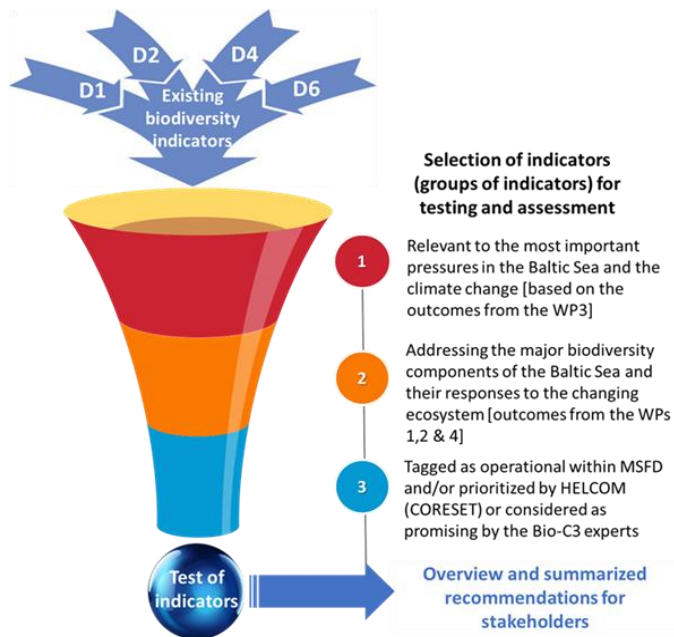 D1
D2
D4
D6
Existing
biodiversity
indicators
Selection of indicators
(groups of indicators) for
testing and assessment
1
Relevant to the most important
pressures in the Baltic Sea and the
climate change [based on the
outcomes from the WP3]
2
Addressing the major biodiversity
components of the Baltic Sea and
their responses to the changing
ecosystem [outcomes from the WPs
1,2 & 4]
3
Tagged as operational within MSFD
and/or prioritized by HELCOM
(CORESET) or considered as
promising by the Bio-C3 experts
Test of
indicators
Overview and summarized
recommendations for
stakeholders